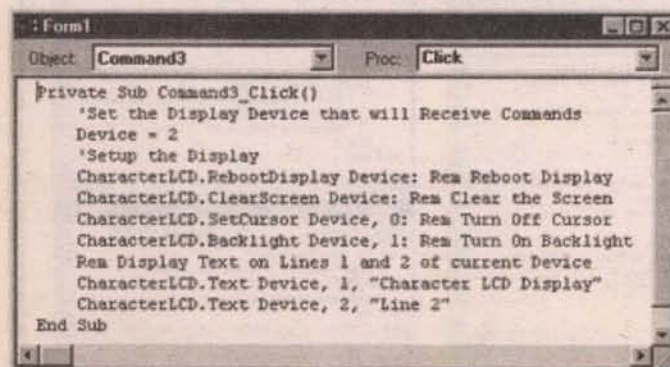 Form1
Object: Command3 Proc: Click
Private Sub Command3_Click()
'Set the Display Device that will Receive Commands
Device = 2
'Setup the Display
CharacterLCD.RebootDisplay Device: Rem Reboot Display
CharacterLCD.ClearScreen Device: Rem Clear the Screen
CharacterLCD.SetCursor Device, 0: Rem Turn Off Cursor
CharacterLCD.Backlight Device, 1: Rem Turn On Backlight
Rem Display Text on Lines 1 and 2 of current Device
CharacterLCD.Text Device, 1, "Character LCD Display"
CharacterLCD.Text Device, 2, "Line 2"
End Sub